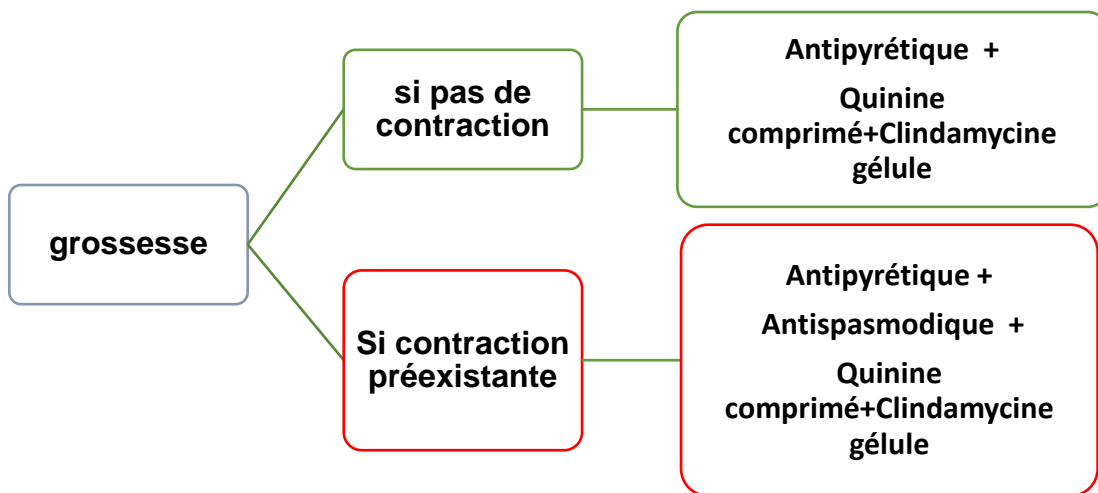 grossesse
si pas de
contraction
Antipyrétique +
Quinine
comprimé+Clindamycine
gélule
Si contraction
préexistante
Antipyrétique +
Antispasmodique +
Quinine
comprimé+Clindamycine
gélule